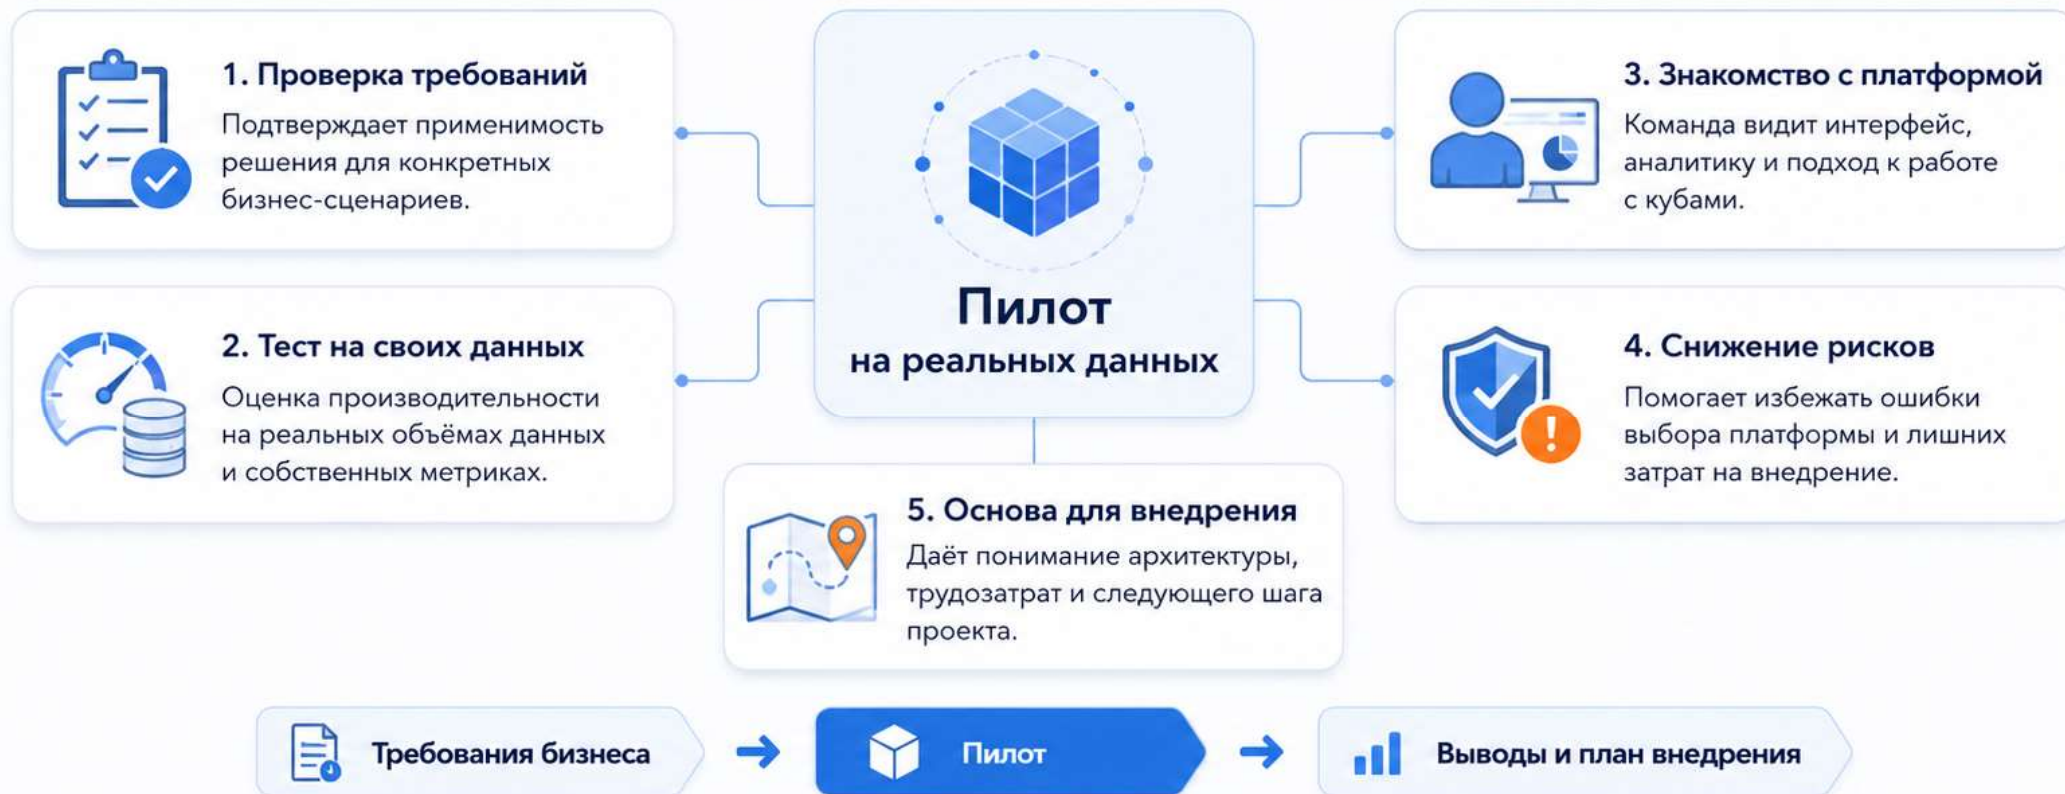 1. Проверка требований
Подтверждает применимость
решения для конкретных
бизнес-сценариев.
2. Тест на своих данных
Оценка производительности
на реальных объёмах данных
и собственных метриках.
Пилот
на реальных данных
3. Знакомство с платформой
Команда видит интерфейс,
аналитику и подход к работе
с кубами.
4. Снижение рисков
Помогает избежать ошибки
выбора платформы и лишних
затрат на внедрение.
5. Основа для внедрения
Даёт понимание архитектуры,
трудозатрат и следующего шага
проекта.
Требования бизнеса
Пилот
Выводы и план внедрения